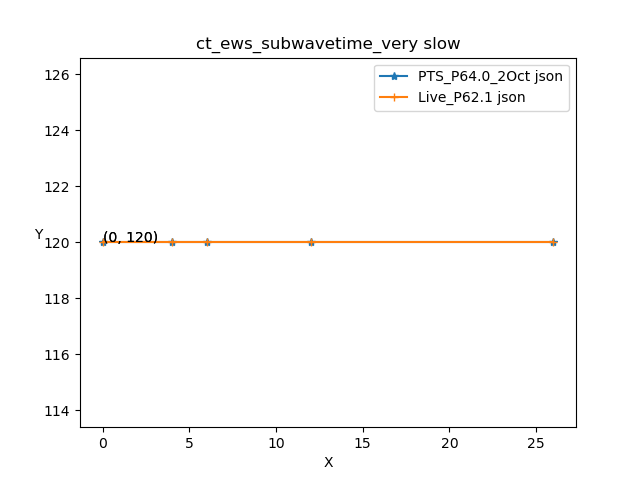 ct_ews_subwavetime_very slow
PTS_P64.0_2Oct json
Live_P62.1 json
126
124
122
120
118
116
114
Y
(0, 120)
0 5 10 15 20 25
X